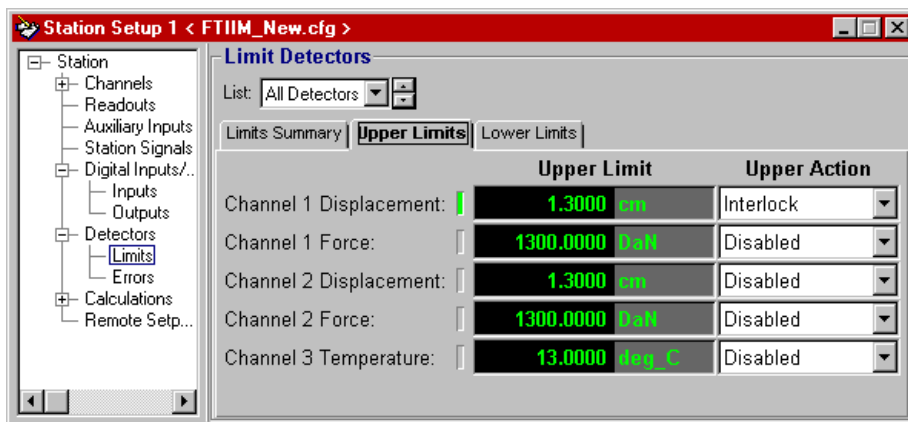 Station Setup 1 < FTIIM_New.cfg >
Station
Channels
Readouts
Auxiliary Inputs
Station Signals
Digital Inputs/..
Inputs
Outputs
Detectors
Limits
Errors
Calculations
Remote Setp...
Limit Detectors
List: All Detectors
Limits Summary Upper Limits Lower Limits
Upper Limit Upper Action
Channel 1 Displacement: 1.3000 cm Interlock
Channel 1 Force: 1300.0000 DaN Disabled
Channel 2 Displacement: 1.3000 cm Disabled
Channel 2 Force: 1300.0000 DaN Disabled
Channel 3 Temperature: 13.0000 deg_C Disabled